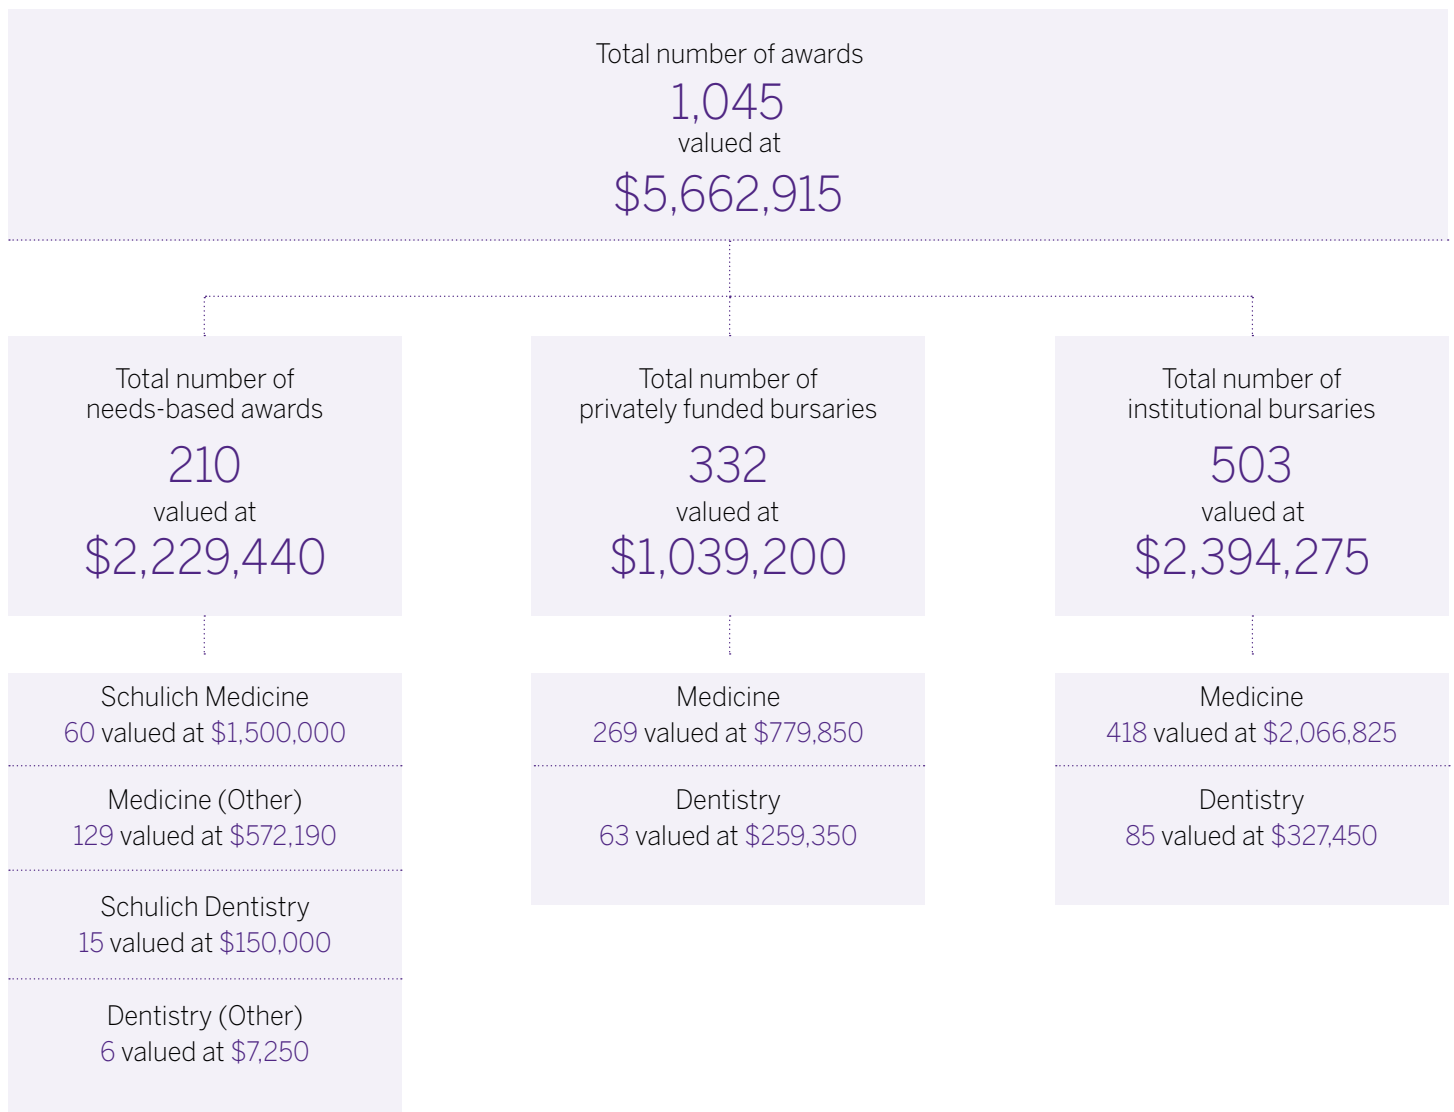 Total number of awards
1,045
valued at
$5,662,915
Total number of
needs-based awards
210
valued at
$2,229,440
Schulich Medicine
60 valued at $1,500,000
Medicine (Other)
129 valued at $572,190
Schulich Dentistry
15 valued at $150,000
Dentistry (Other)
6 valued at $7,250
Total number of
privately funded bursaries
332
valued at
$1,039,200
Medicine
269 valued at $779,850
Dentistry
63 valued at $259,350
Total number of
institutional bursaries
503
valued at
$2,394,275
Medicine
418 valued at $2,066,825
Dentistry
85 valued at $327,450